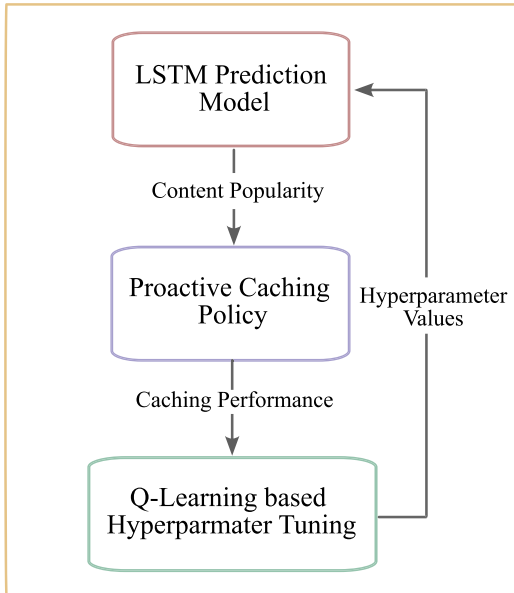 LSTM Prediction
Model
Content Popularity
Proactive Caching
Policy
Hyperparameter
Values
Caching Performance
Q-Learning based
Hyperparmater Tuning